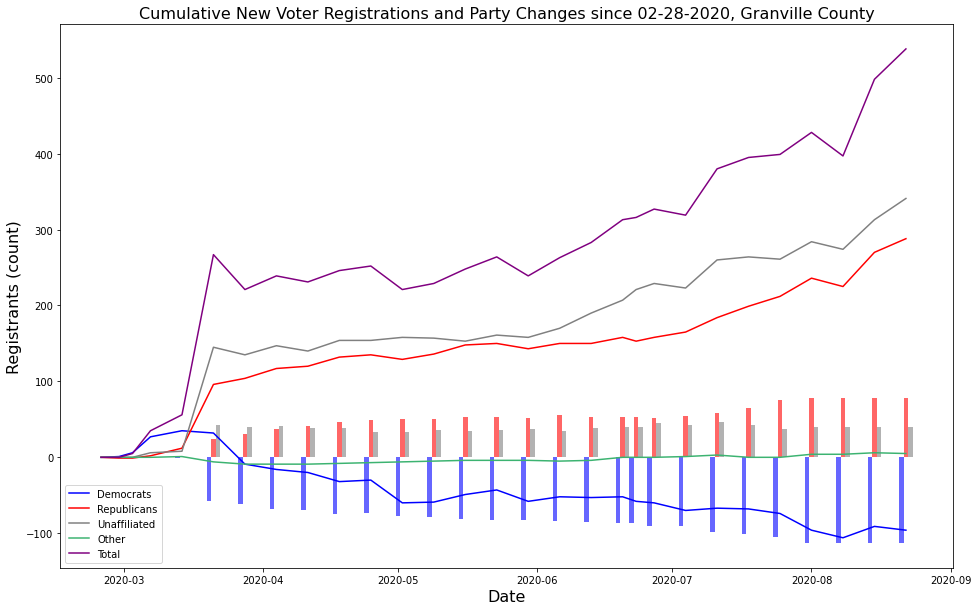 Cumulative New Voter Registrations and Party Changes since 02-28-2020, Granville County
Registrants (count)
500
400
300
200
100
0
−100
Democrats
Republicans
Unaffiliated
Other
Total
2020-03
2020-04
2020-05
2020-06
2020-07
2020-08
2020-09
Date